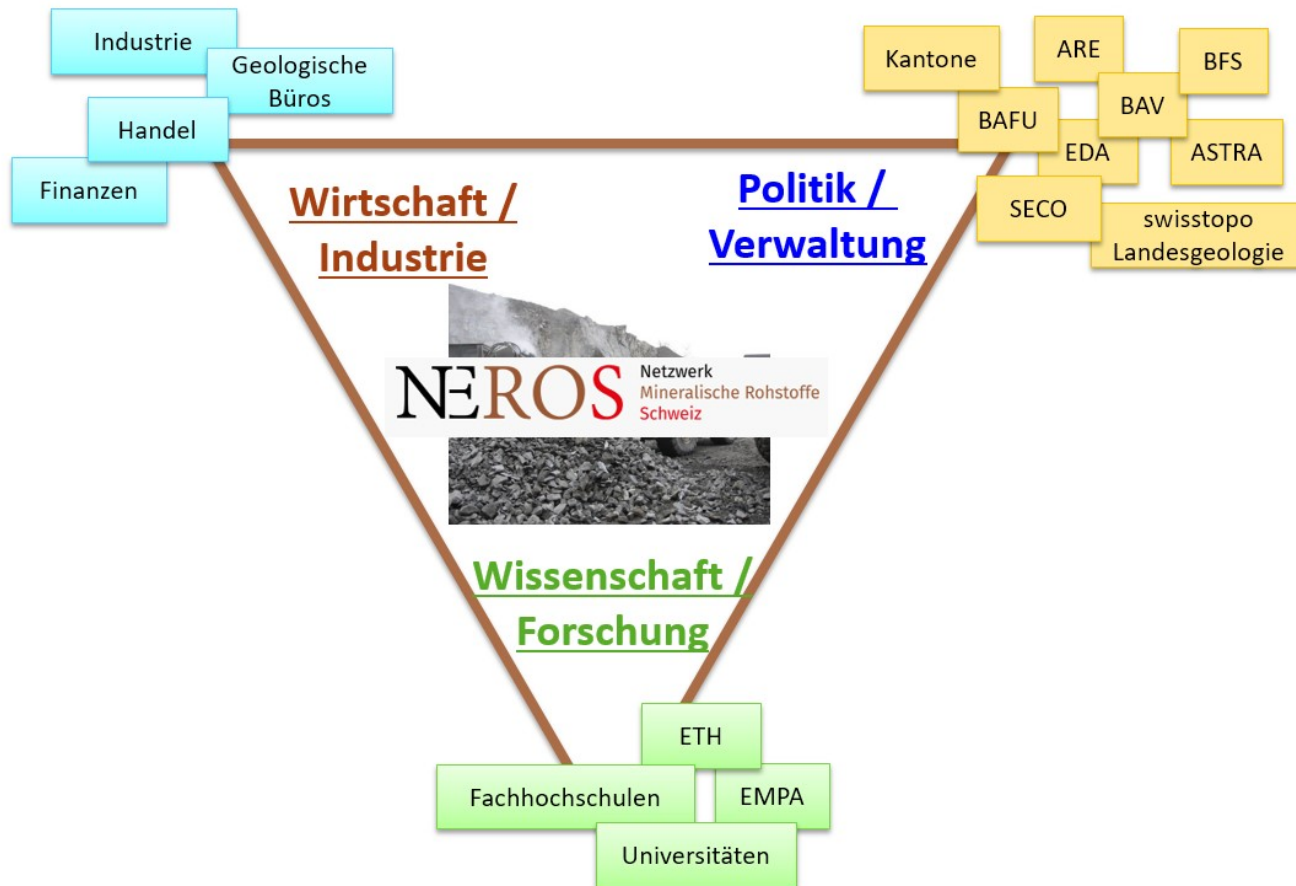 Industrie
Geologische
Büros
Handel
Finanzen
Kantone
ARE
BFS
BAFU
BAV
EDA
ASTRA
SECO
swisstopo
Landesgeologie
Wirtschaft /
Industrie
Politik /
Verwaltung
NEROS
Netzwerk
Mineralische Rohstoffe
Schweiz
Wissenschaft /
Forschung
ETH
Fachhochschulen
EMPA
Universitäten